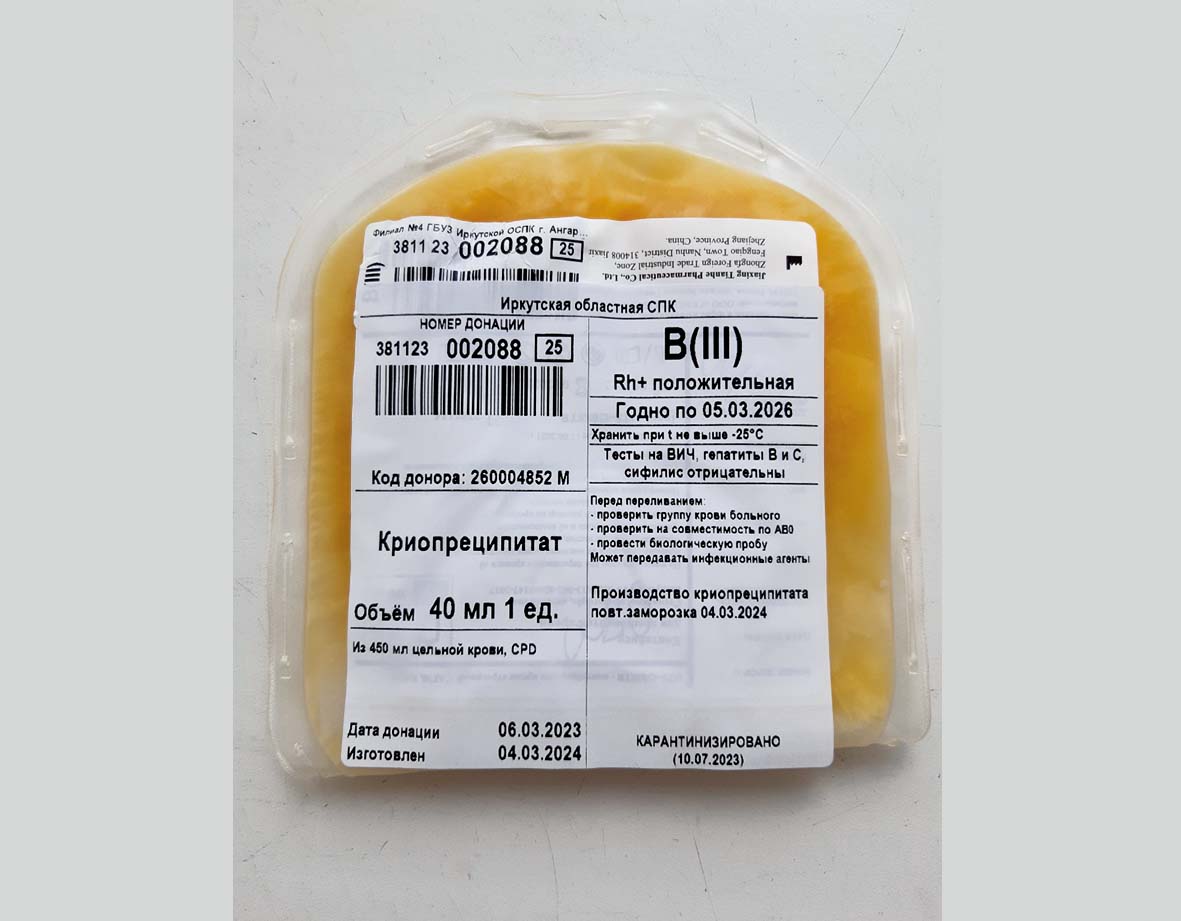 Филиал №4 ГБУЗ Иркутской ОСПК г. Ангар...
3811 23 002088 25
Jiaxing Tianhe Pharmaceutical Co., Ltd.
Zhongfa Foreign Trade Industrial Zone,
Fengqiao Town, Nanhu District, 314008 Jiaxin
Zhejiang Province, China.
Иркутская областная СПК
НОМЕР ДОНАЦИИ
381123 002088 25
Код донора: 260004852 М
Криопреципитат
Объём 40 мл 1 ед.
Из 450 мл цельной крови, CPD
Дата донации 06.03.2023
Изготовлен 04.03.2024
B(III)
Rh+ положительная
Годно по 05.03.2026
Хранить при t не выше -25°C
Тесты на ВИЧ, гепатиты В и С,
сифилис отрицательны
Перед переливанием:
- проверить группу крови больного
- проверить на совместимость по АВ0
- провести биологическую пробу
Может передавать инфекционные агенты
Производство криопреципитата
повт.заморозка 04.03.2024
КАРАНТИНИЗИРОВАНО
(10.07.2023)